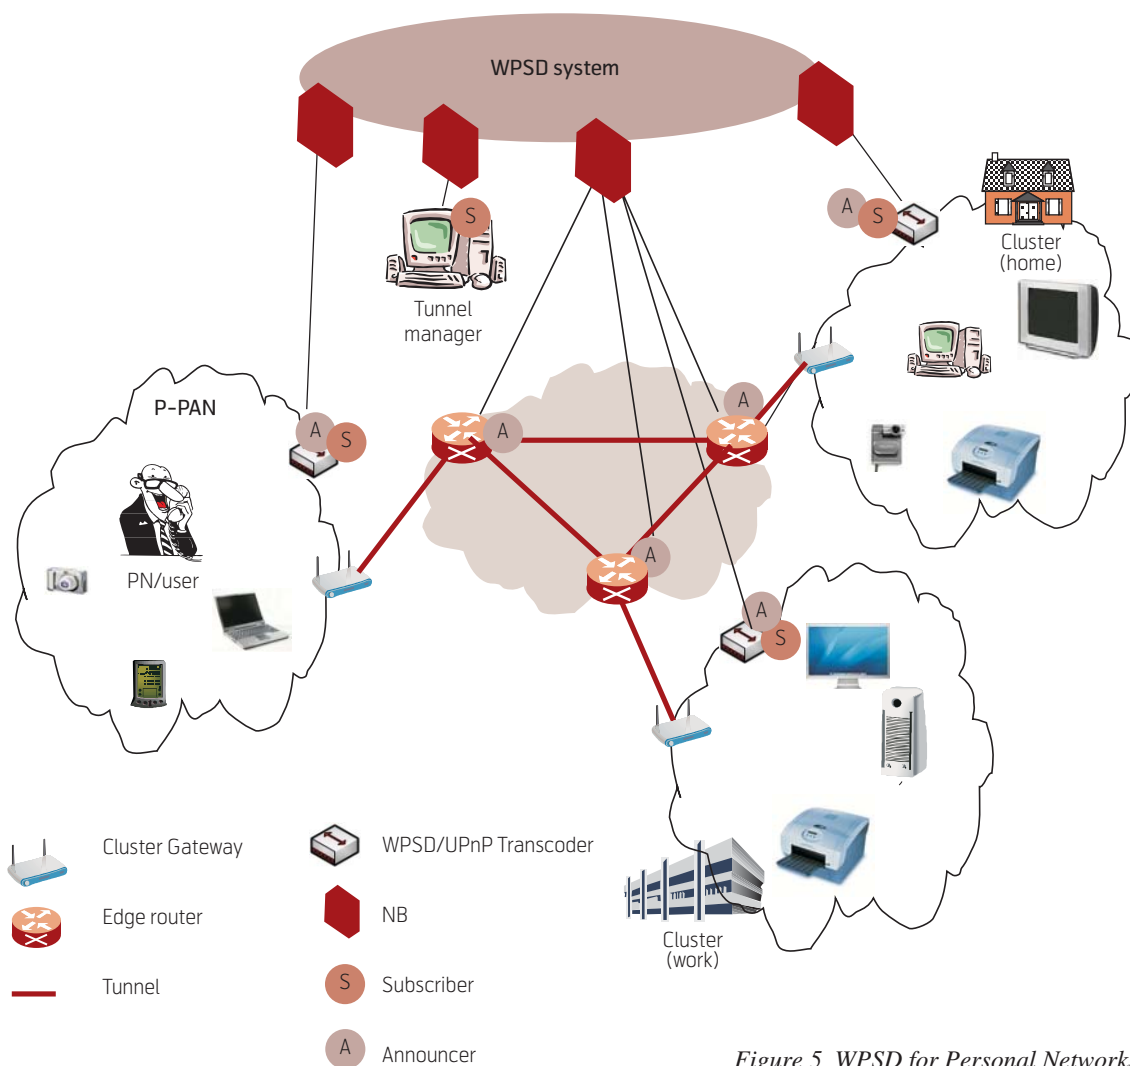 WPSD system
S
A
S
Cluster
(home)
Tunnel
manager
P-PAN
A
S
A
A
PN/user
A
A
S
Cluster Gateway
WPSD/UPnP Transcoder
Edge router
NB
Cluster
(work)
Tunnel
S
Subscriber
A
Announcer
Figure 5 WPSD for Personal Network